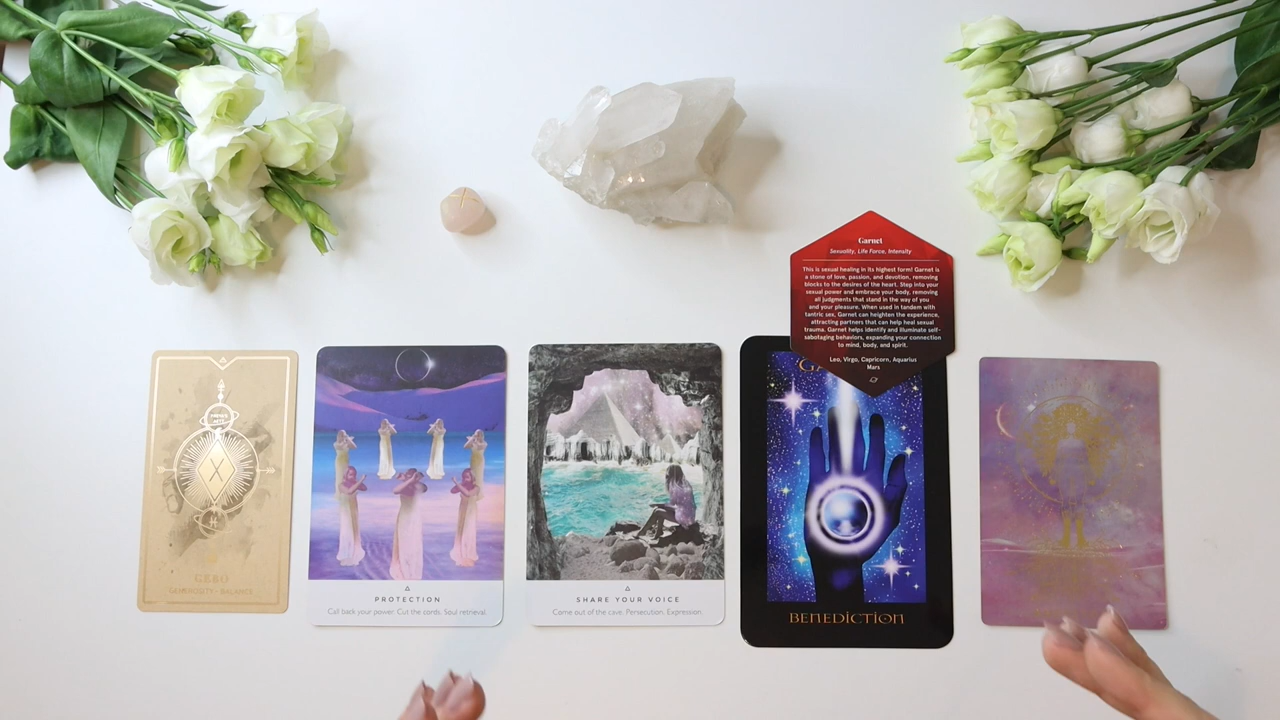 GEBO
GENEROSITY • BALANCE
PROTECTION
Call back your power. Cut the cords. Soul retrieval.
SHARE YOUR VOICE
Come out of the cave. Persecution. Expression.
Garnet
Sexuality, Life Force, Intensity
This is sexual healing in its highest form! Garnet is
a stone of love, passion, and devotion, removing
blocks to the desires of the heart. Step into your
sexual power and embrace your body, removing
all judgments that stand in the way of you
and your pleasure. When used in tandem with
tantric sex, Garnet can heighten the experience,
attracting partners that can help heal sexual
trauma. Garnet helps identify and illuminate self-
sabotaging behaviors, expanding your connection
to mind, body, and spirit.
Leo, Virgo, Capricorn, Aquarius
Mars
BENEDICTION